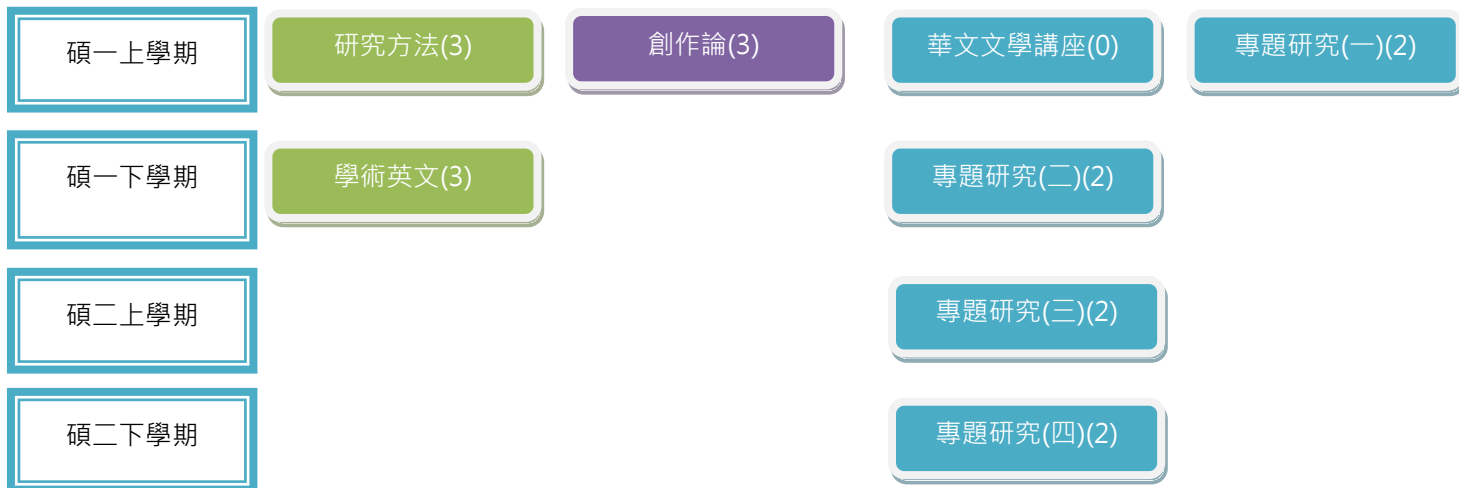 碩一上學期
研究方法(3)
創作論(3)
華文文學講座(0)
專題研究(一)(2)
碩一下學期
學術英文(3)
專題研究(二)(2)
碩二上學期
專題研究(三)(2)
碩二下學期
專題研究(四)(2)